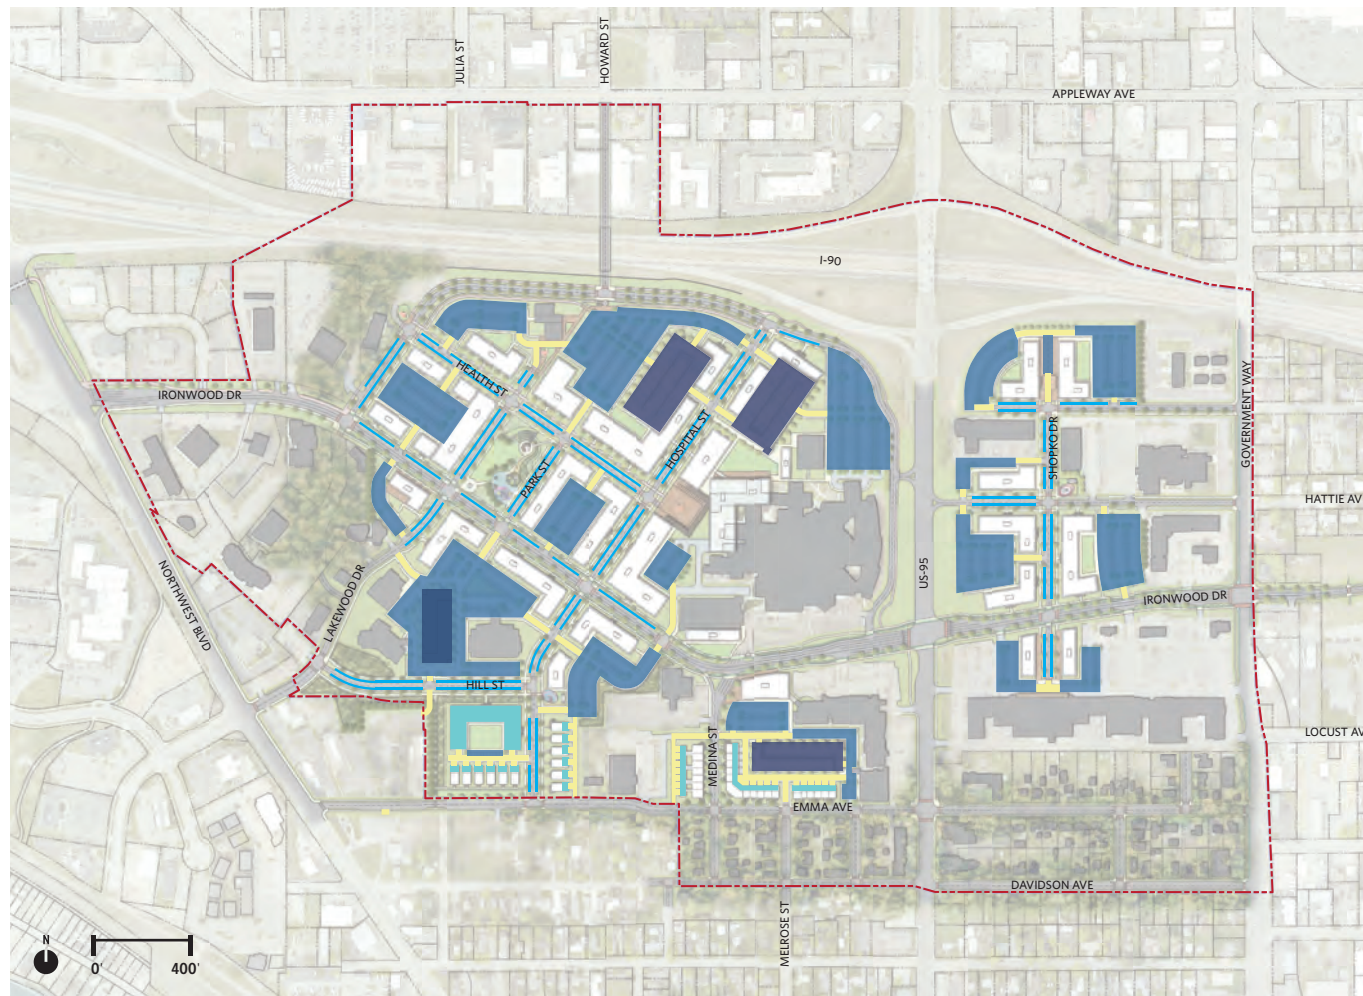 JULIA ST
HOWARD ST
APPLEWAY AVE
I-90
HEALTH ST
IRONWOOD DR
HOSPITAL ST
PARK ST
SHOPKO DR
GOVERNMENT WAY
HATTIE AV
NORTHWEST BLVD
LAKEWOOD DR
US-95
IRONWOOD DR
HILL ST
MEDINA ST
LOCUST AV
EMMA AVE
DAVIDSON AVE
MELROSE ST
N
0' 400'